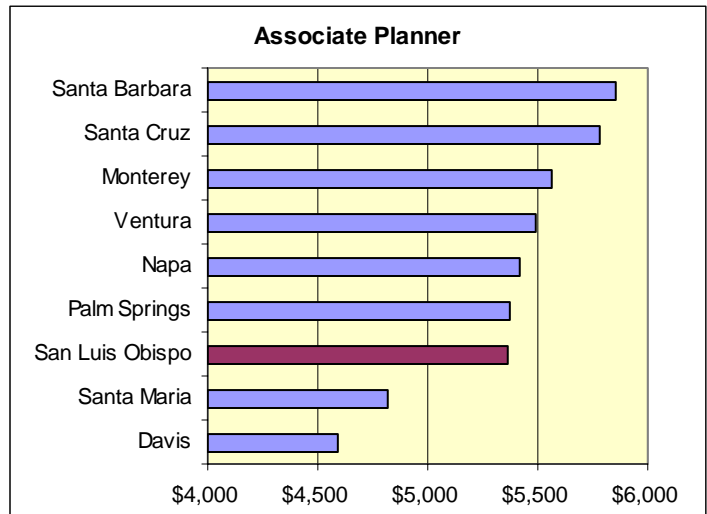 Associate Planner
Santa Barbara
Santa Cruz
Monterey
Ventura
Napa
Palm Springs
San Luis Obispo
Santa Maria
Davis
$4,000 $4,500 $5,000 $5,500 $6,000